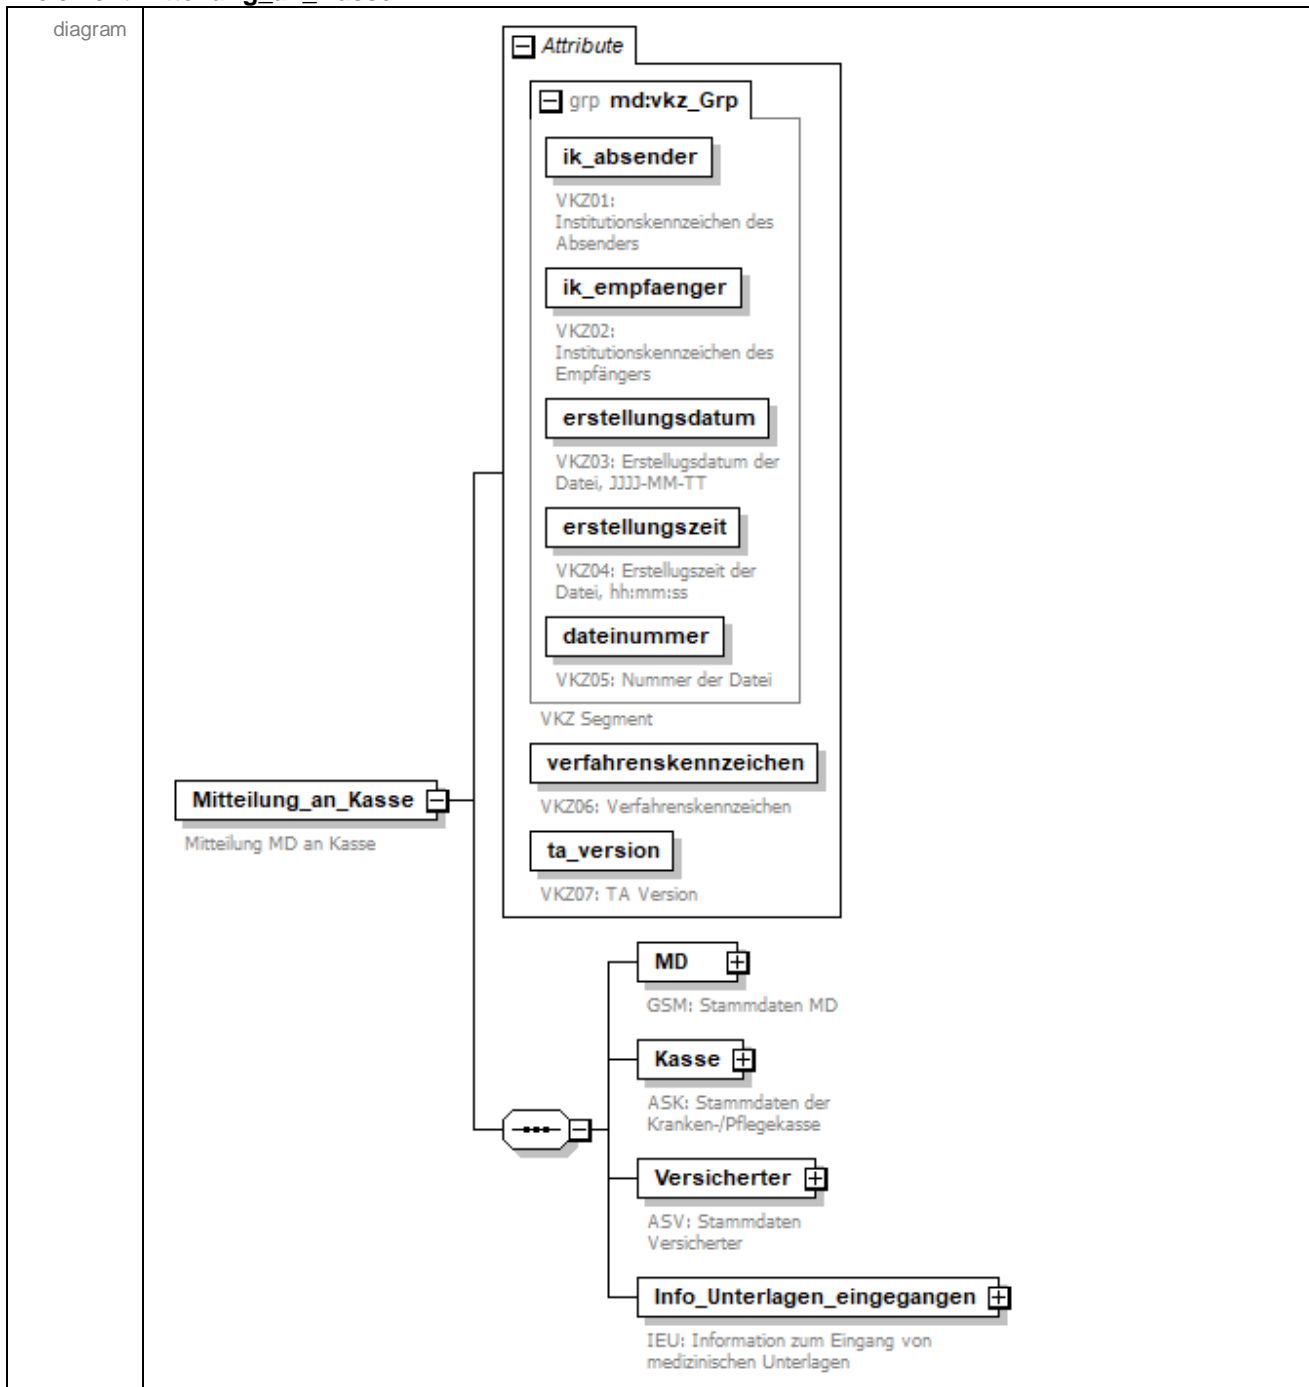 diagram
Attribute
grp md:vkz_Grp
ik_absender
VKZ01:
Institutionskennzeichen des
Absenders
ik_empfaenger
VKZ02:
Institutionskennzeichen des
Empfängers
erstellungsdatum
VKZ03: Erstellugsdatum der
Datei, JJJJ-MM-TT
erstellungszeit
VKZ04: Erstellugszeit der
Datei, hh:mm:ss
dateinummer
VKZ05: Nummer der Datei
VKZ Segment
verfahrenskennzeichen
VKZ06: Verfahrenskennzeichen
ta_version
VKZ07: TA Version
Mitteilung_an_Kasse
Mitteilung MD an Kasse
MD
GSM: Stammdaten MD
Kasse
ASK: Stammdaten der
Kranken-/Pflegekasse
Versicherter
ASV: Stammdaten
Versicherter
Info_Unterlagen_eingegangen
IEU: Information zum Eingang von
medizinischen Unterlagen